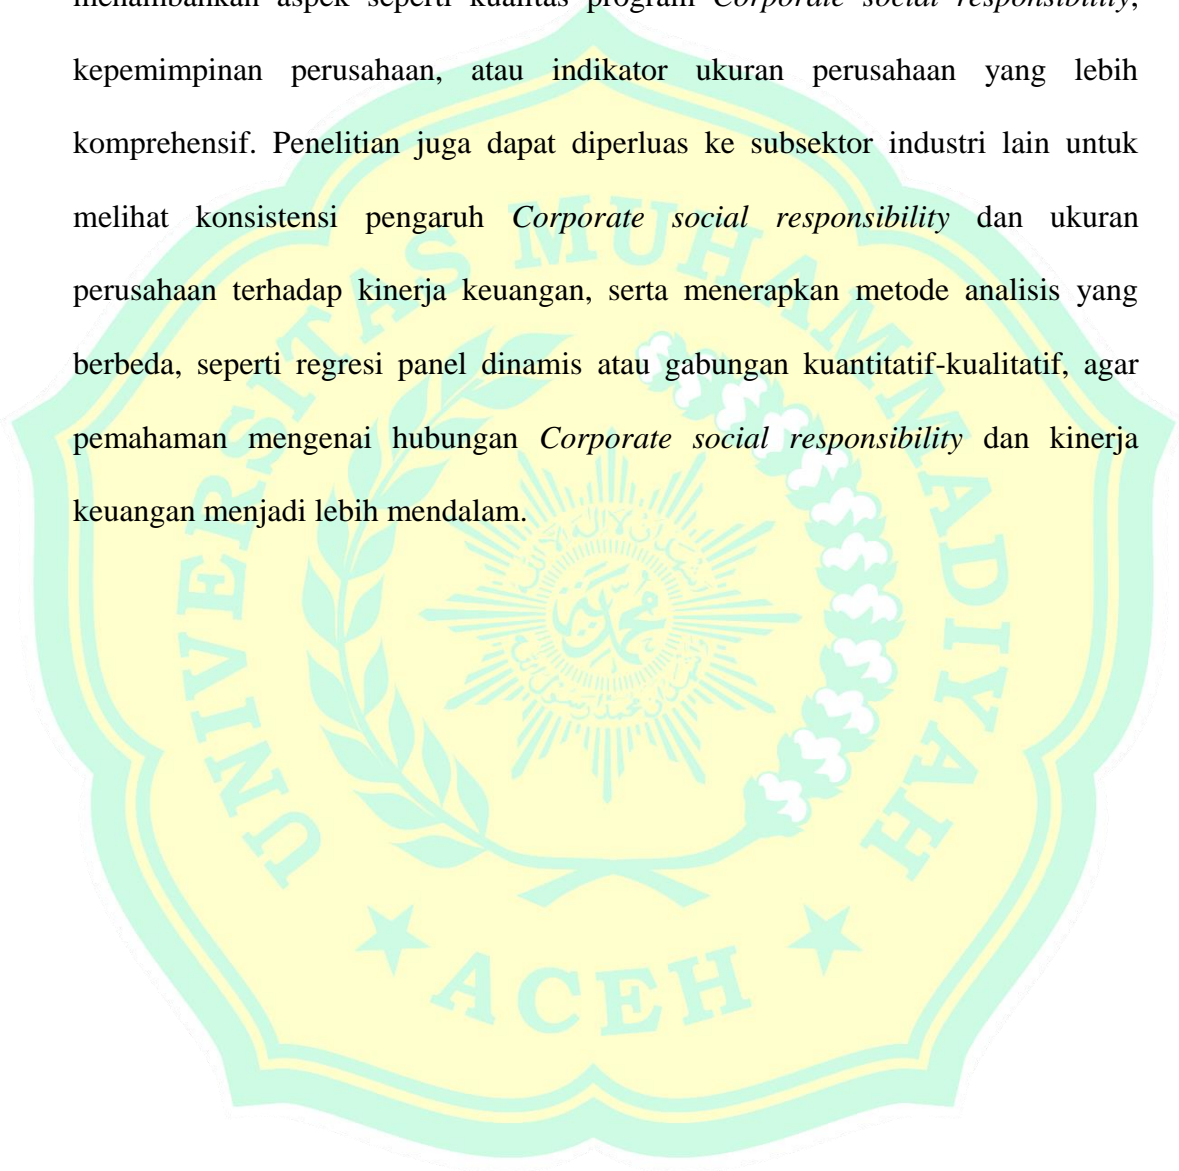 menambahkan aspek seperti kualitas program Corporate social responsibility,
kepemimpinan perusahaan, atau indikator ukuran perusahaan yang lebih
komprehensif. Penelitian juga dapat diperluas ke subsektor industri lain untuk
melihat konsistensi pengaruh Corporate social responsibility dan ukuran
perusahaan terhadap kinerja keuangan, serta menerapkan metode analisis yang
berbeda, seperti regresi panel dinamis atau gabungan kuantitatif-kualitatif, agar
pemahaman mengenai hubungan Corporate social responsibility dan kinerja
keuangan menjadi lebih mendalam.
UNIVERSITAS MUHAMMADIYAH
محمد
ACEH